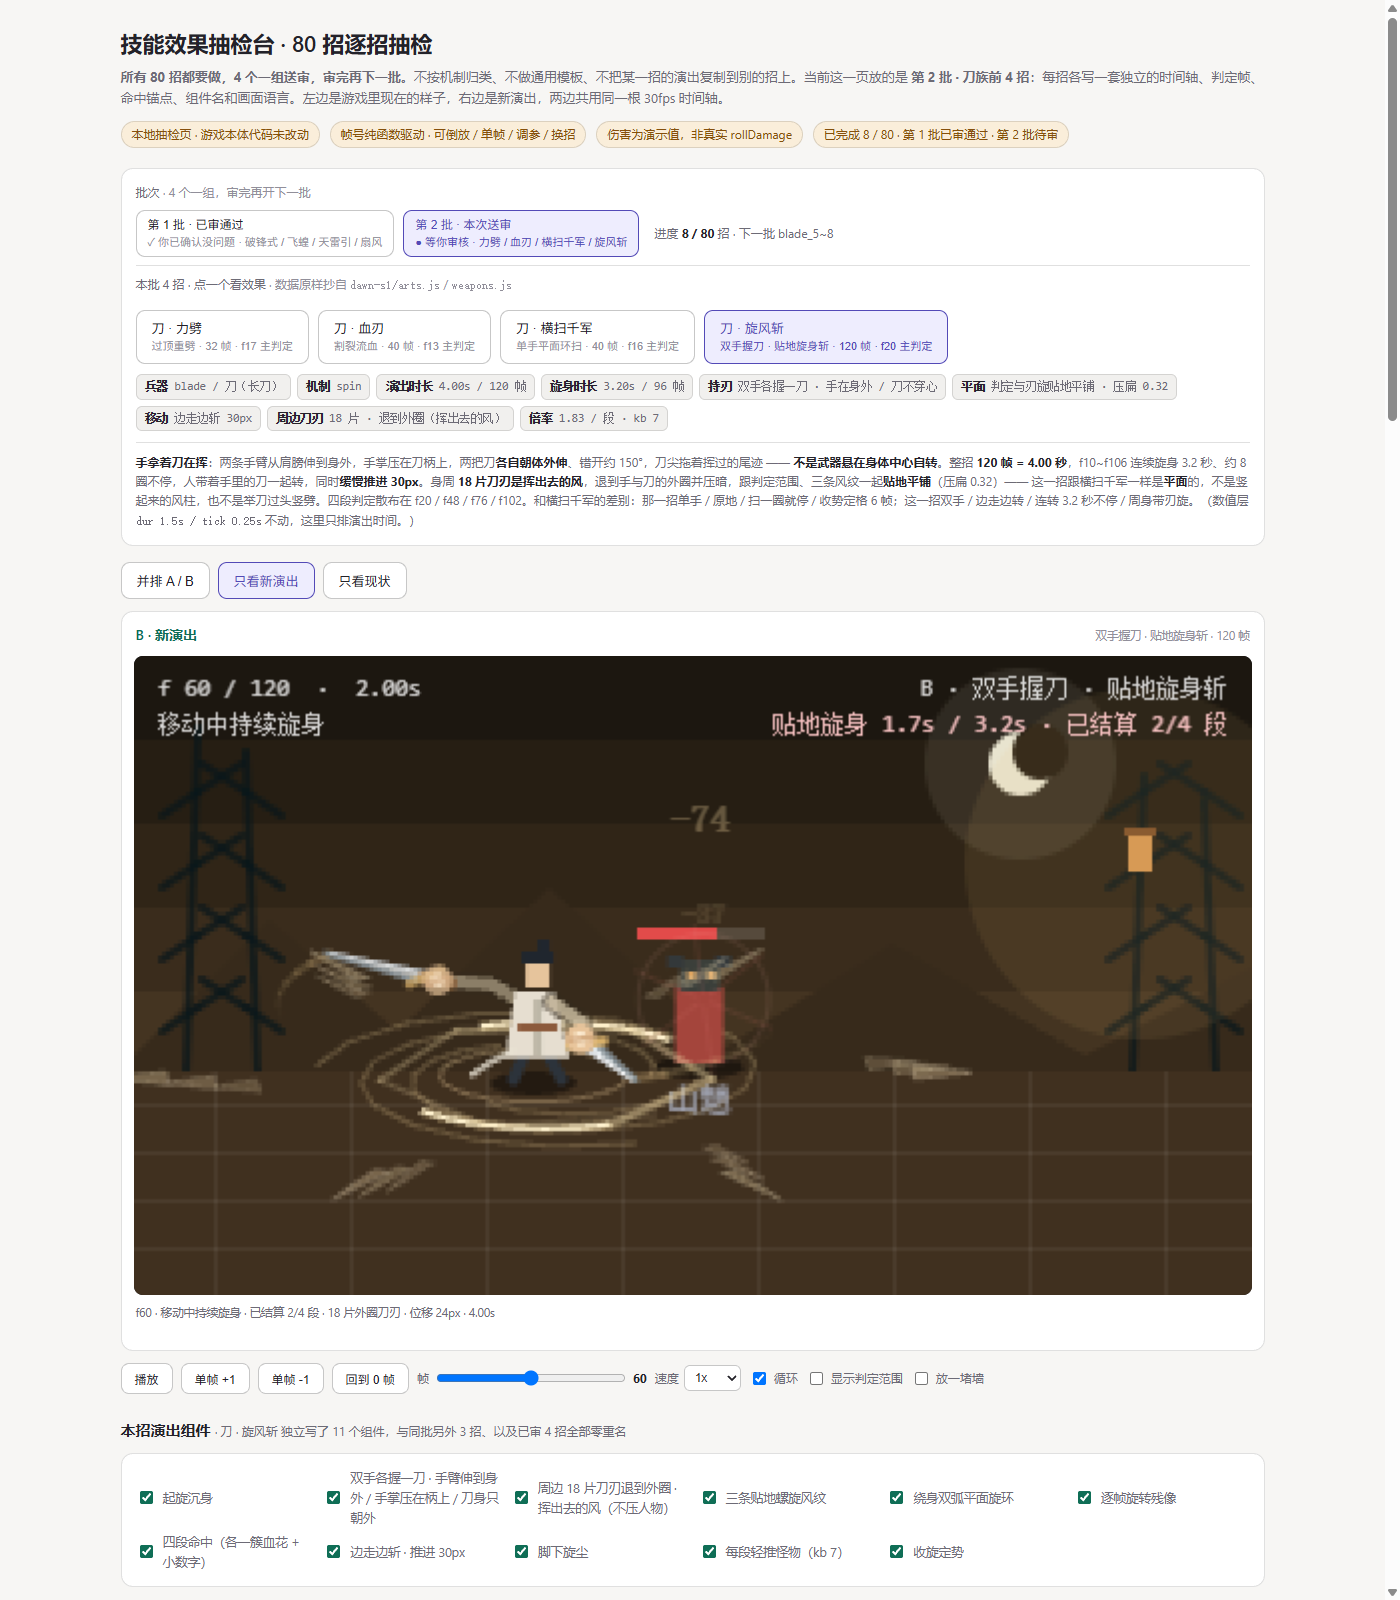 技能效果抽检台 · 80 招逐招抽检
所有 80 招都要做，4 个一组送审，审完再下一批。不按机制归类、不做通用模板、不把某一招的演出复制到别的招上。当前这一页放的是 第 2 批 · 刀族前 4 招：每招各写一套独立的时间轴、判定帧、
命中锚点、组件名和画面语言。左边是游戏里现在的样子，右边是新演出，两边共用同一根 30fps 时间轴。
本地抽检页 · 游戏本体代码未改动
帧号纯函数驱动 · 可倒放 / 单帧 / 调参 / 换招
伤害为演示值，非真实 rollDamage
已完成 8 / 80 · 第 1 批已审通过 · 第 2 批待审
批次 · 4 个一组，审完再开下一批
第 1 批 · 已审通过
✓ 你已确认没问题 · 破锋式 / 飞蝗 / 天雷引 / 扇风
第 2 批 · 本次送审
● 等你审核 · 力劈 / 血刃 / 横扫千军 / 旋风斩
进度 8 / 80 招 · 下一批 blade_5~8
本批 4 招 · 点一个看效果 · 数据原样抄自 dawn-s1/arts.js / weapons.js
刀 · 力劈
过顶重劈 · 32 帧 · f17 主判定
刀 · 血刃
割裂流血 · 40 帧 · f13 主判定
刀 · 横扫千军
单手平面环扫 · 40 帧 · f16 主判定
刀 · 旋风斩
双手握刀 · 贴地旋身斩 · 120 帧 · f20 主判定
兵器 blade / 刀（长刀）
机制 spin
演出时长 4.00s / 120 帧
旋身时长 3.20s / 96 帧
持刃 双手各握一刀 · 手在身外 / 刀不穿心
平面 判定与刃旋贴地平铺 · 压扁 0.32
移动 边走边斩 30px
周边刀刃 18 片 · 退到外圈（挥出去的风）
倍率 1.83 / 段 · kb 7
手拿着刀在挥：两条手臂从肩膀伸到身外，手掌压在刀柄上，两把刀各自朝体外伸、错开约 150°，刀尖拖着挥过的尾迹 —— 不是武器悬在身体中心自转。整招 120 帧 = 4.00 秒，f10~f106 连续旋身 3.2 秒、约 8
圈不停，人带着手里的刀一起转，同时缓慢推进 30px。身周 18 片刀刃是挥出去的风，退到手与刀的外圈并压暗，跟判定范围、三条风纹一起贴地平铺（压扁 0.32）—— 这一招跟横扫千军一样是平面的，不是竖
起来的风柱，也不是举刀过头竖劈。四段判定散布在 f20 / f48 / f76 / f102。和横扫千军的差别：那一招单手 / 原地 / 扫一圈就停 / 收势定格 6 帧；这一招双手 / 边走边转 / 连转 3.2 秒不停 / 周身带刃旋。（数值层
dur 1.5s / tick 0.25s 不动，这里只排演出时间。）
并排 A / B
只看新演出
只看现状
B · 新演出
双手握刀 · 贴地旋身斩 · 120 帧
f 60 / 120 · 2.00s
B · 双手握刀 · 贴地旋身斩
移动中持续旋身
贴地旋身 1.7s / 3.2s · 已结算 2/4 段
-74
-37
f60 · 移动中持续旋身 · 已结算 2/4 段 · 18 片外圈刀刃 · 位移 24px · 4.00s
播放
单帧 +1
单帧 -1
回到 0 帧
帧
60
速度
1x
循环
显示判定范围
放一堵墙
本招演出组件 · 刀 · 旋风斩 独立写了 11 个组件，与同批另外 3 招、以及已审 4 招全部零重名
起旋沉身
双手各握一刀 · 手臂伸到身
外 / 手掌压在柄上 / 刀身只
朝外
周边 18 片刀刃退到外圈 ·
挥出去的风（不压人物）
三条贴地螺旋风纹
绕身双弧平面旋环
逐帧旋转残像
四段命中（各一簇血花 +
小数字）
边走边斩 · 推进 30px
脚下旋尘
每段轻推怪物（kb 7）
收旋定势